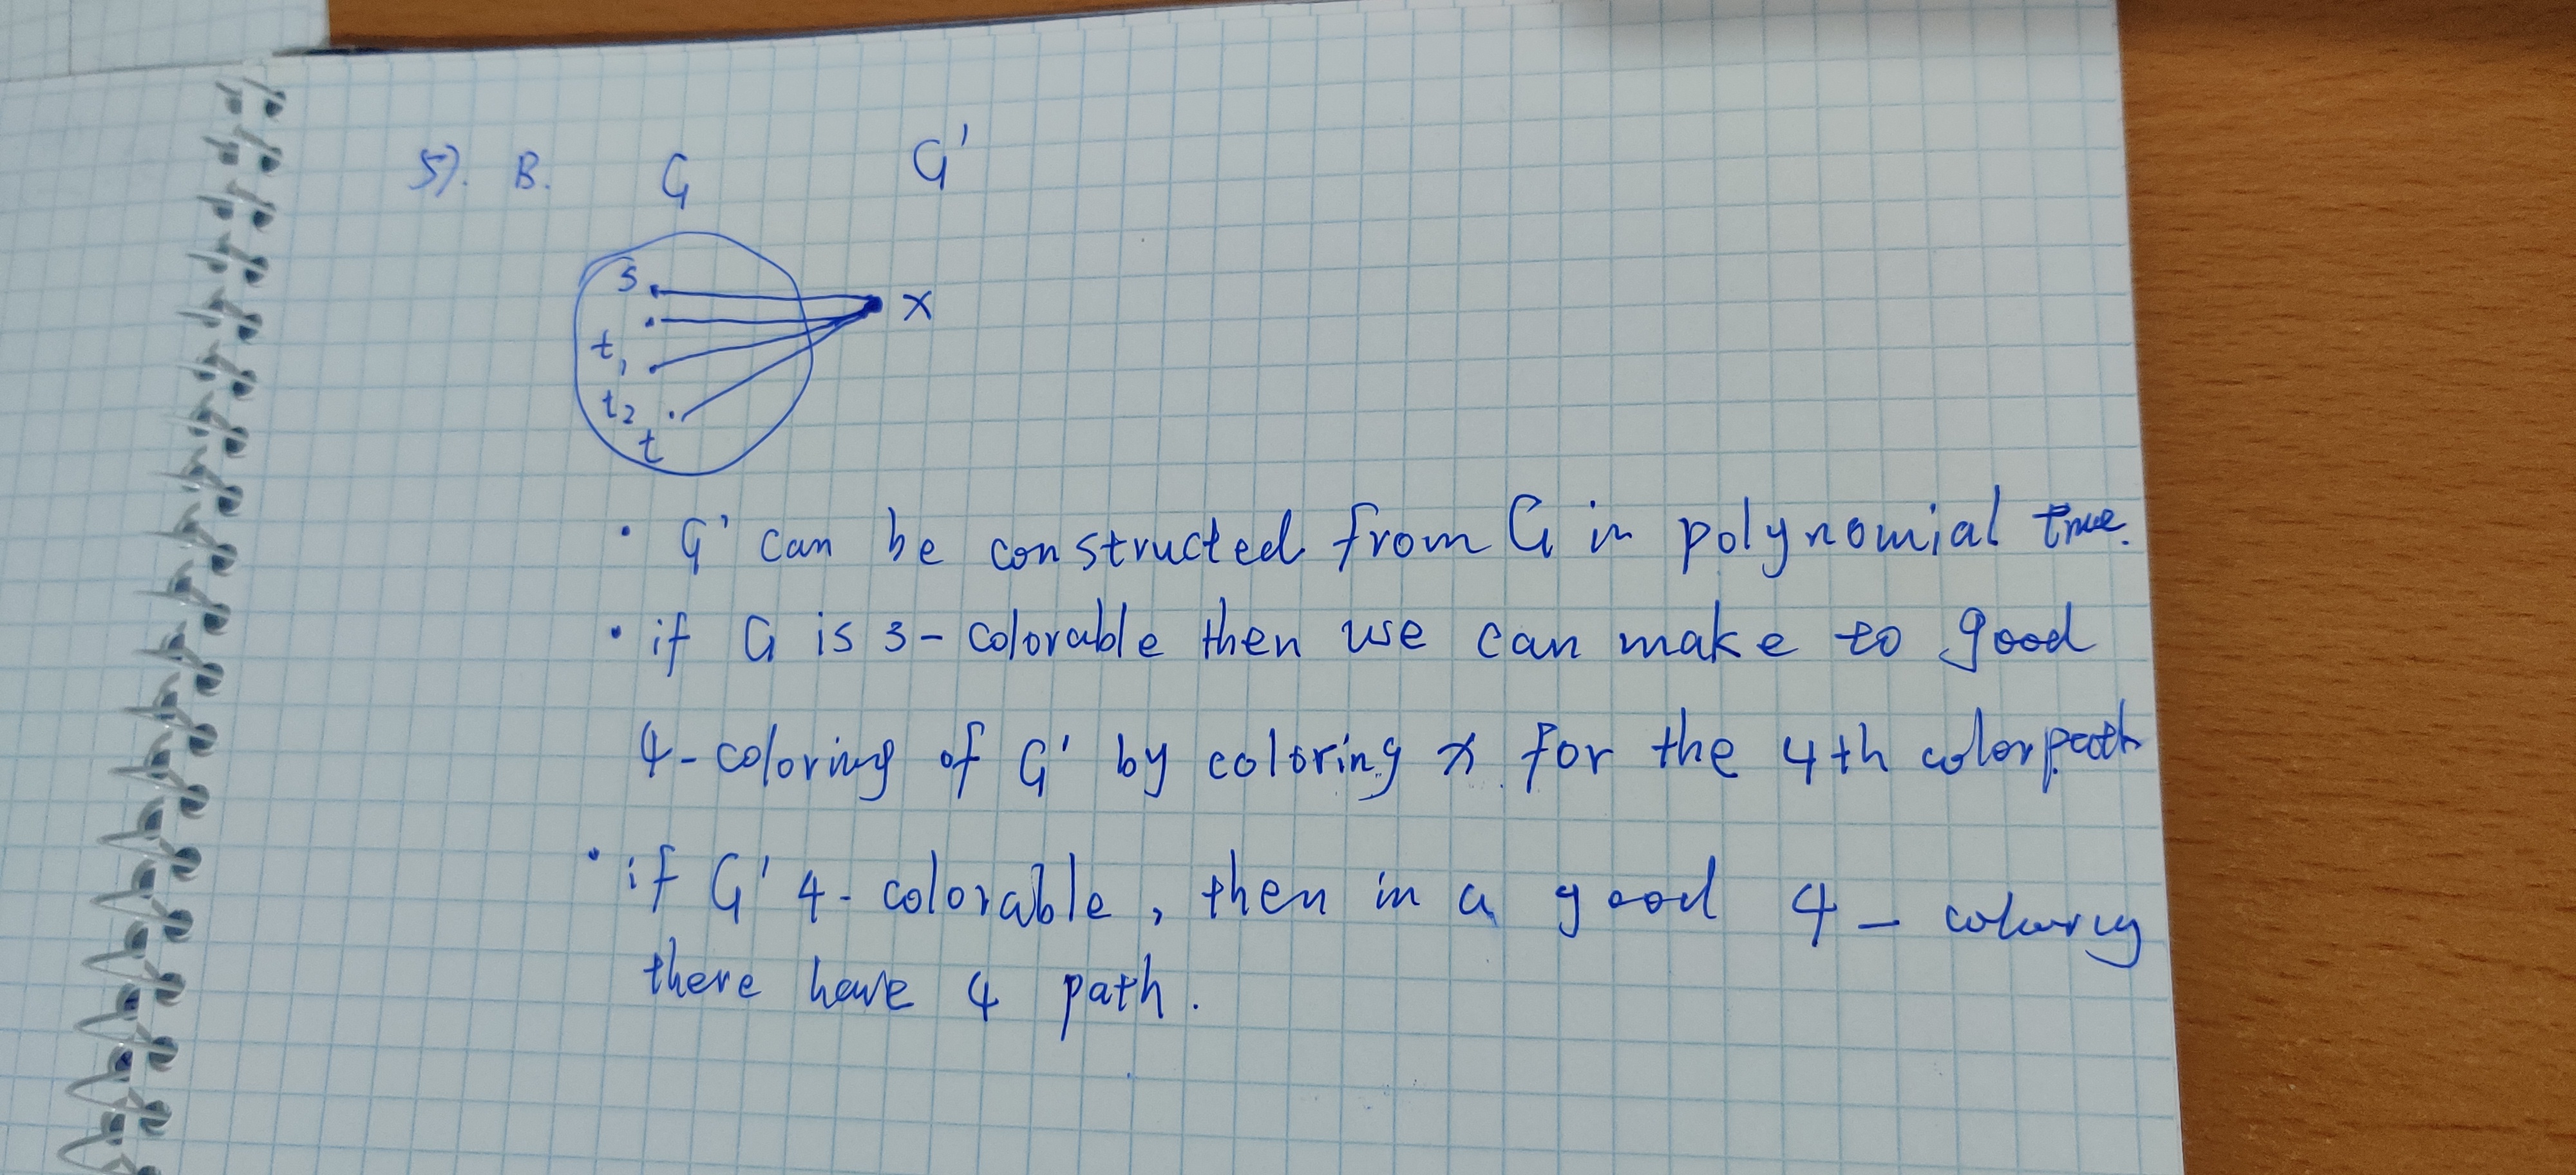 5). B.
G G'
s
t₁
t₂
t
x
• G' can be constructed from G in polynomial time.
• if G is 3-colorable then we can make to good
4-coloring of G' by coloring x for the 4th color path
• if G' 4-colorable, then in a good 4-coloring
there have 4 path.